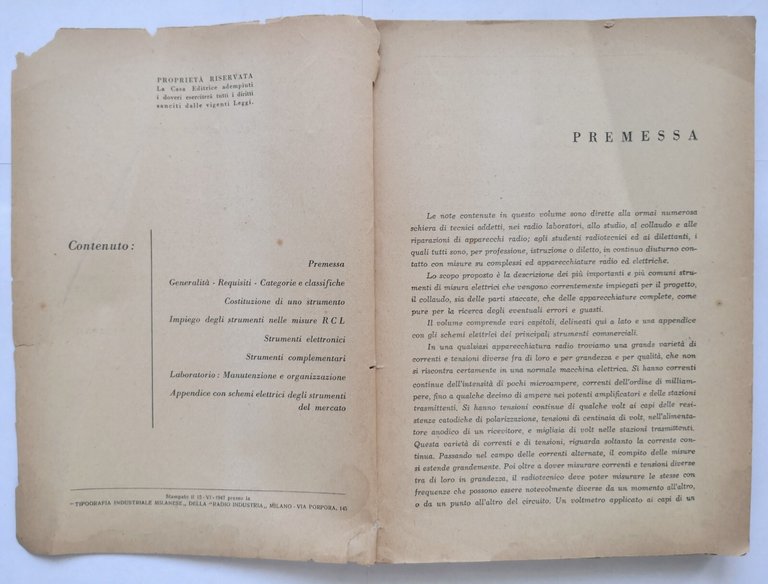 PROPRIETÀ RISERVATA
La Casa Editrice adempiuti
i doveri eserciterà tutti i diritti
sanciti dalle vigenti Leggi.
Contenuto:
Premessa
Generalità - Requisiti - Categorie e classifiche
Costituzione di uno strumento
Impiego degli strumenti nelle misure R C L
Strumenti elettronici
Strumenti complementari
Laboratorio: Manutenzione e organizzazione
Appendice con schemi elettrici degli strumenti
del mercato
Stampato il 15-VI-1947 presso la
"TIPOGRAFIA INDUSTRIALE MILANESE„ DELLA "RADIO INDUSTRIA„ MILANO - VIA PORPORA, 145
PREMESSA
Le note contenute in questo volume sono dirette alla ormai numerosa
schiera di tecnici addetti, nei radio laboratori, allo studio, al collaudo e alle
riparazioni di apparecchi radio; agli studenti radiotecnici ed ai dilettanti, i
quali tutti sono, per professione, istruzione o diletto, in continuo diuturno con-
tatto con misure su complessi ed apparecchiature radio ed elettriche.
Lo scopo proposto è la descrizione dei più importanti e più comuni stru-
menti di misura elettrici che vengono correntemente impiegati per il progetto,
il collaudo, sia delle parti staccate, che delle apparecchiature complete, come
pure per la ricerca degli eventuali errori e guasti.
Il volume comprende vari capitoli, delineati qui a lato e una appendice
con gli schemi elettrici dei principali strumenti commerciali.
In una qualsiasi apparecchiatura radio troviamo una grande varietà di
correnti e tensioni diverse fra di loro e per grandezza e per qualità, che non
si riscontra certamente in una normale macchina elettrica. Si hanno correnti
continue dell'intensità di pochi microampere, correnti dell'ordine di milliam-
pere, fino a qualche decimo di ampere nei potenti amplificatori e delle stazioni
trasmittenti. Si hanno tensioni continue di qualche volt ai capi delle resi-
stenze catodiche di polarizzazione, tensioni di centinaia di volt, nell'alimenta-
tore anodico di un ricevitore, e migliaia di volt nelle stazioni trasmittenti.
Questa varietà di correnti e di tensioni, riguarda soltanto la corrente con-
tinua. Passando nel campo delle correnti alternate, il compito delle misure
si estende grandemente. Poi oltre a dover misurare correnti e tensioni diverse
tra di loro in grandezza, il radiotecnico deve poter misurare le stesse con
frequenze che possono essere notevolmente diverse da un momento all'altro,
o da un punto all'altro del circuito. Un voltmetro applicato ai capi di un